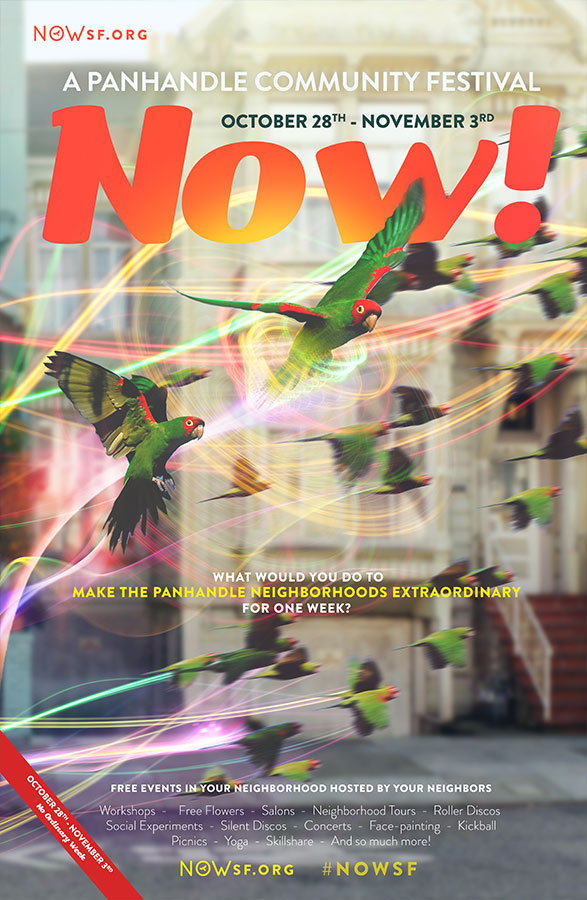 NOWSF.ORG
A PANHANDLE COMMUNITY FESTIVAL
OCTOBER 28TH - NOVEMBER 3RD
Now!
WHAT WOULD YOU DO TO
MAKE THE PANHANDLE NEIGHBORHOODS EXTRAORDINARY
FOR ONE WEEK?
FREE EVENTS IN YOUR NEIGHBORHOOD HOSTED BY YOUR NEIGHBORS
Workshops - Free Flowers - Salons - Neighborhood Tours - Roller Discos
Social Experiments - Silent Discos - Concerts - Face-painting - Kickball
Picnics - Yoga - Skillshare - And so much more!
NOWSF.ORG #NOWSF
OCTOBER 28TH - NOVEMBER 3RD
No Ordinary Week